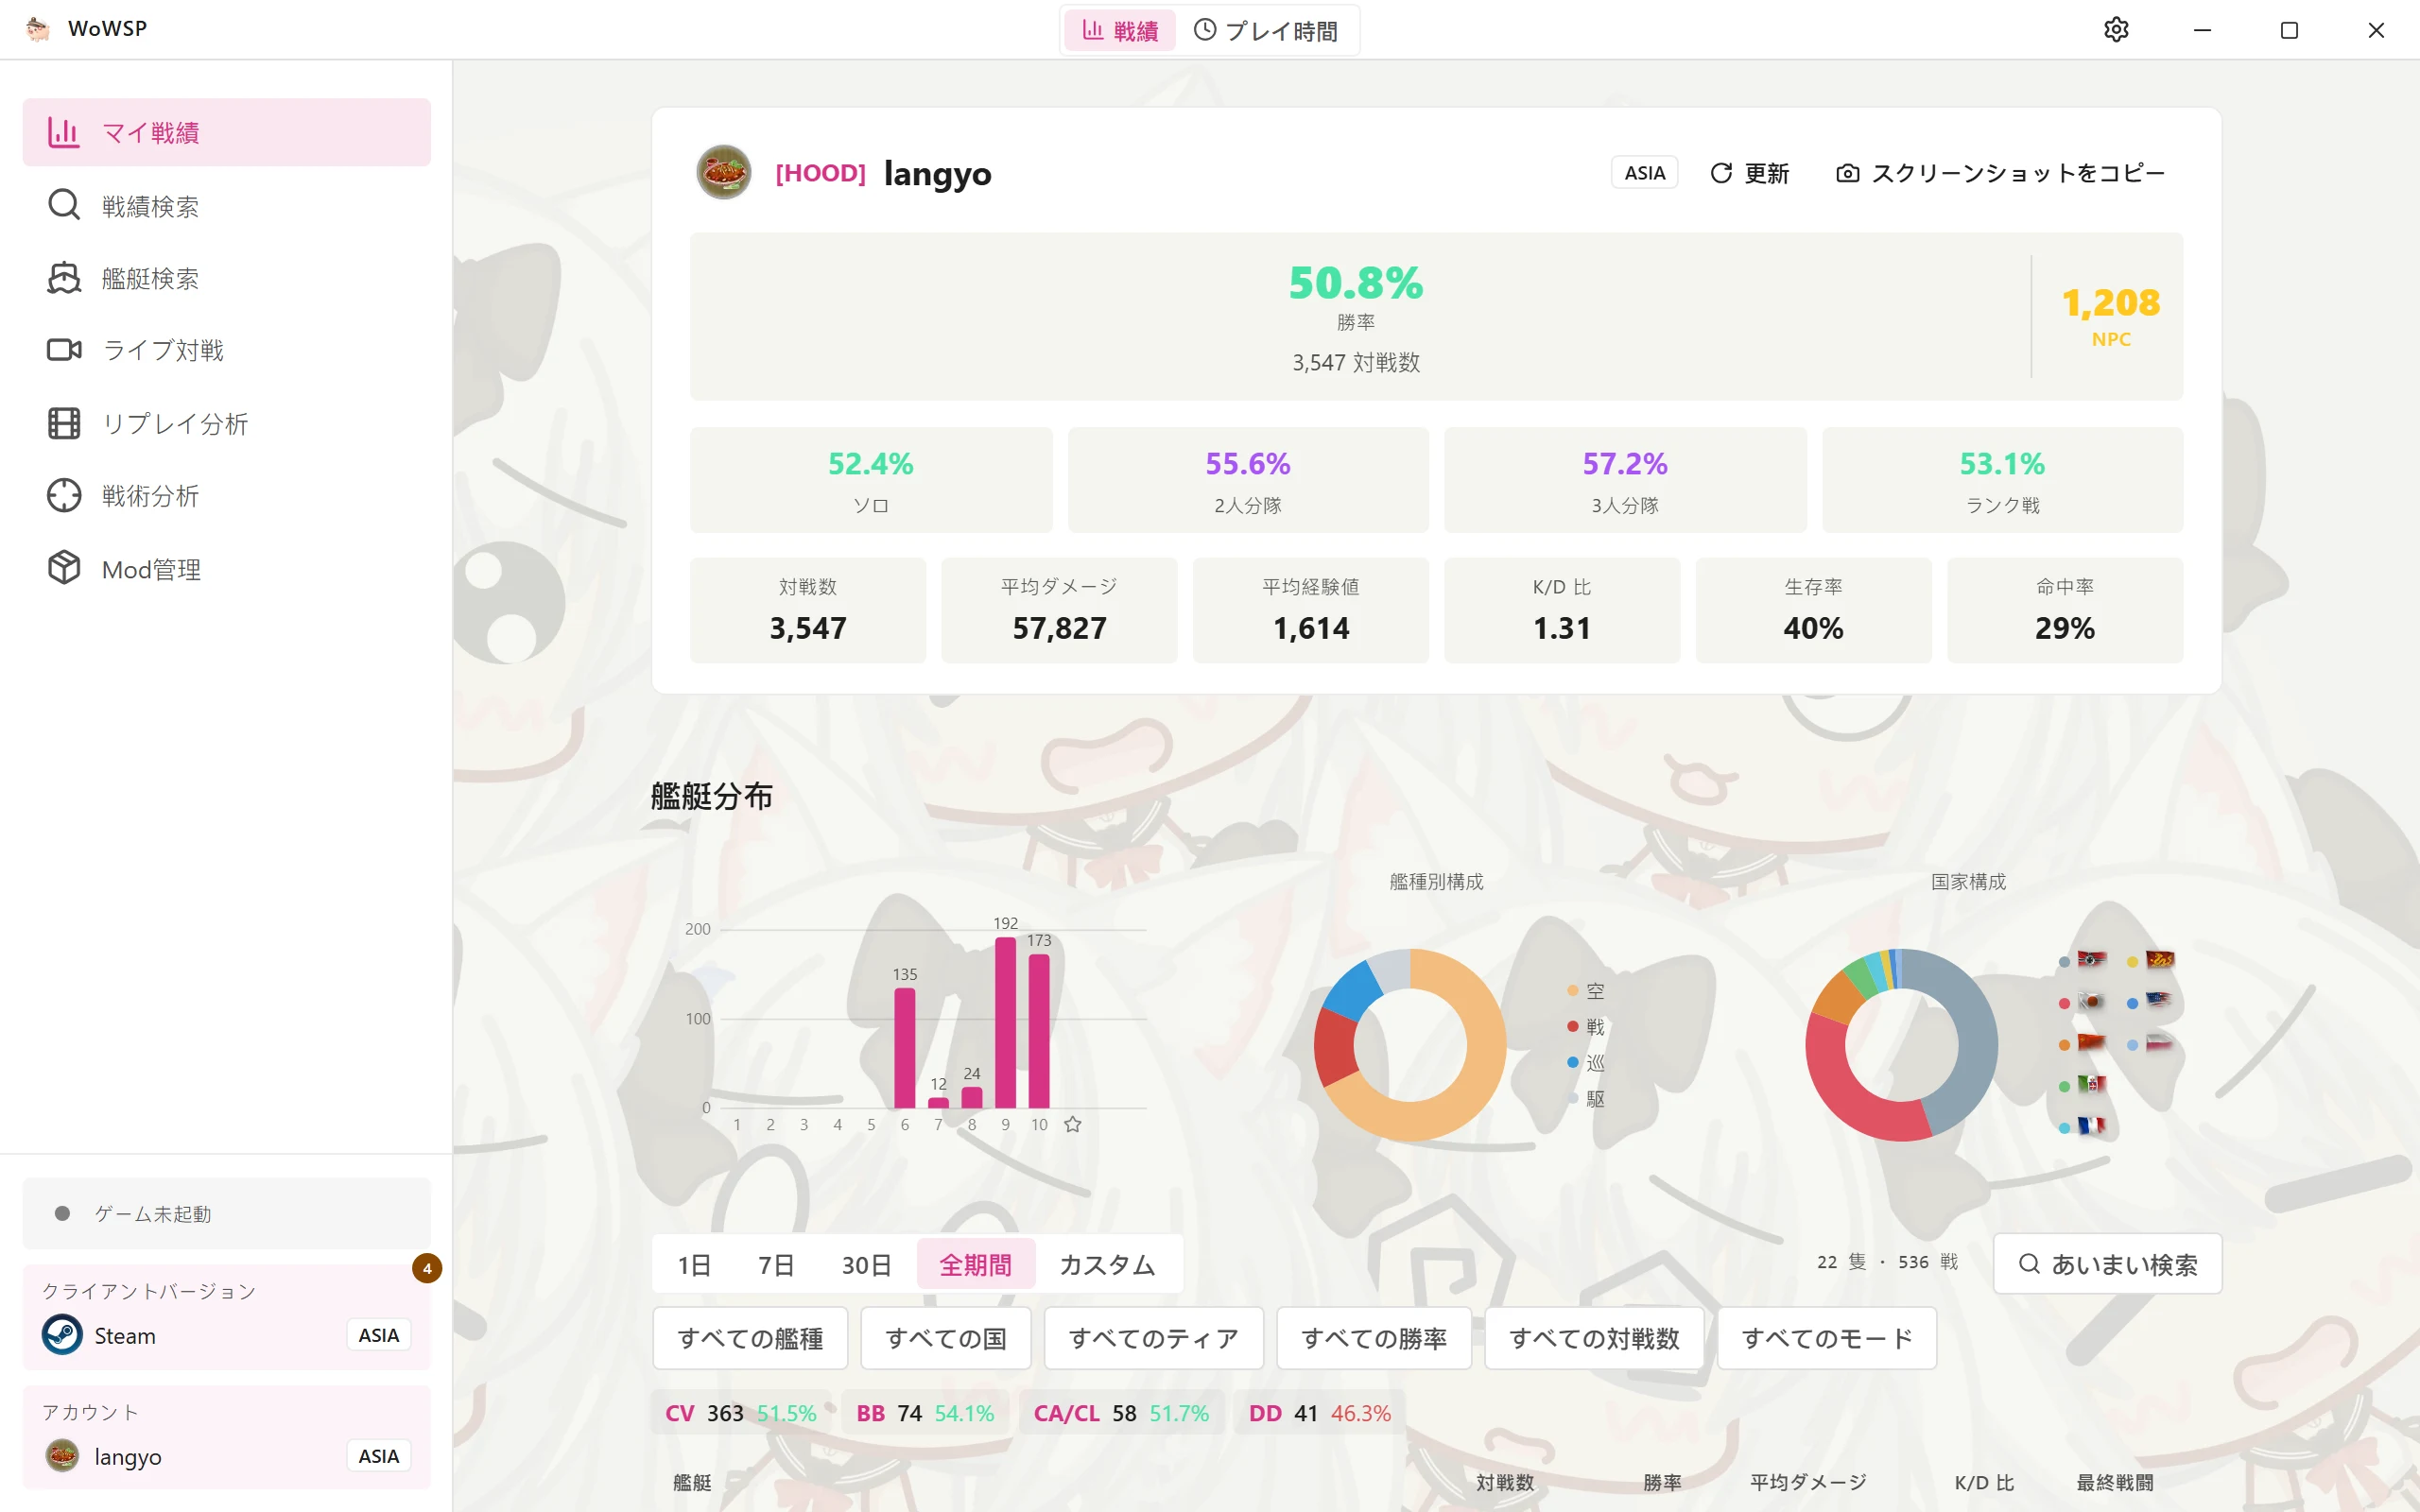 WoWSP
戦績
プレイ時間
マイ戦績
戦績検索
艦艇検索
ライブ対戦
リプレイ分析
戦術分析
Mod管理
ゲーム未起動
4
クライアントバージョン
Steam ASIA
アカウント
langyo ASIA
[HOOD] langyo
ASIA 更新 スクリーンショットをコピー
50.8%
勝率
3,547 対戦数
1,208
NPC
52.4% 55.6% 57.2% 53.1%
ソロ 2人分隊 3人分隊 ランク戦
対戦数 平均ダメージ 平均経験値 K/D 比 生存率 命中率
3,547 57,827 1,614 1.31 40% 29%
艦艇分布
艦種別構成
国家構成
200
100
0
135
12
24
192
173
1 2 3 4 5 6 7 8 9 10
空
戦
巡
駆
1日 7日 30日 全期間 カスタム
22 隻 · 536 戦
あいまい検索
すべての艦種 すべての国 すべてのティア すべての勝率 すべての対戦数 すべてのモード
CV 363 51.5% BB 74 54.1% CA/CL 58 51.7% DD 41 46.3%
艦艇 対戦数 勝率 平均ダメージ K/D 比 最終戦闘